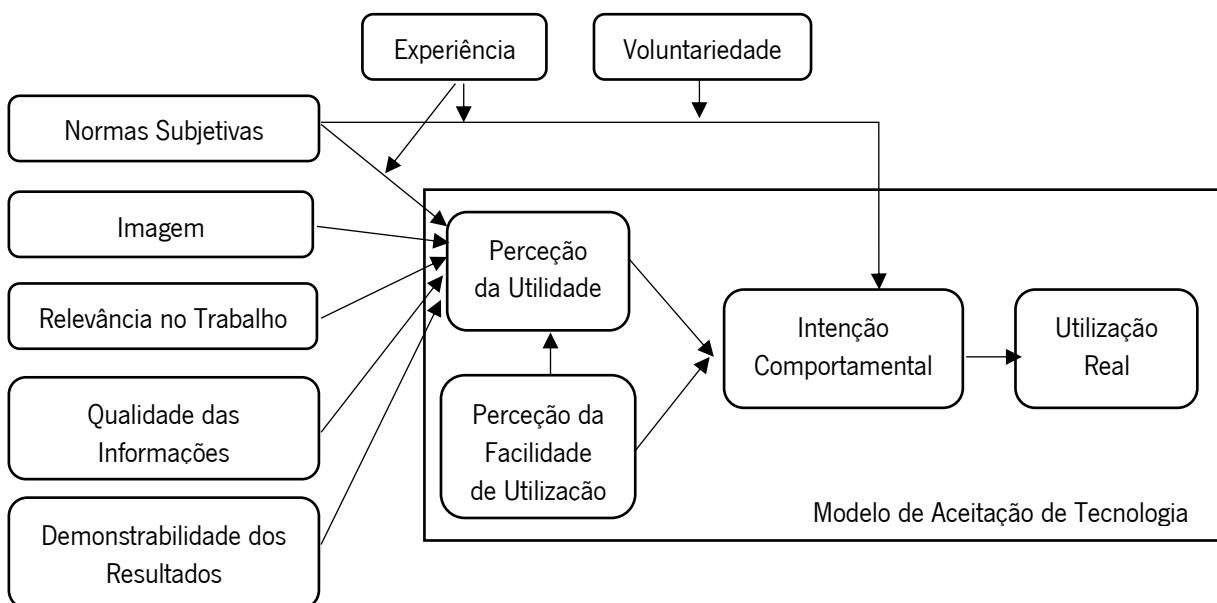 Experiência
Voluntariedade
Normas Subjetivas
Imagem
Relevância no Trabalho
Qualidade das
Informações
Demonstrabilidade dos
Resultados
Perceção
da Utilidade
Perceção da
Facilidade
de Utilização
Intenção
Comportamental
Utilização
Real
Modelo de Aceitação de Tecnologia